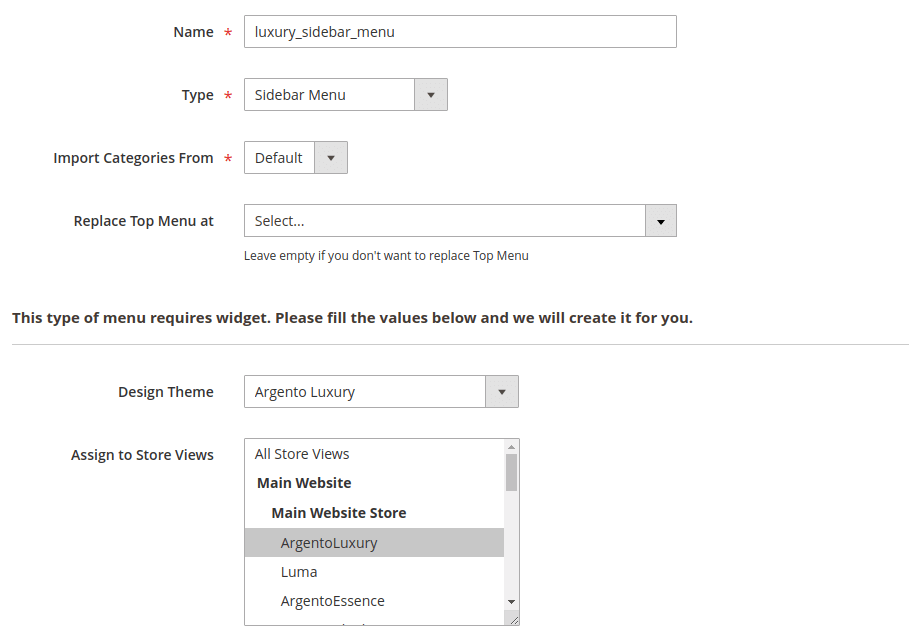 Name * luxury_sidebar_menu
Type * Sidebar Menu
Import Categories From * Default
Replace Top Menu at Select...
Leave empty if you don't want to replace Top Menu
This type of menu requires widget. Please fill the values below and we will create it for you.
Design Theme Argento Luxury
Assign to Store Views All Store Views
Main Website
Main Website Store
ArgentoLuxury
Luma
ArgentoEssence